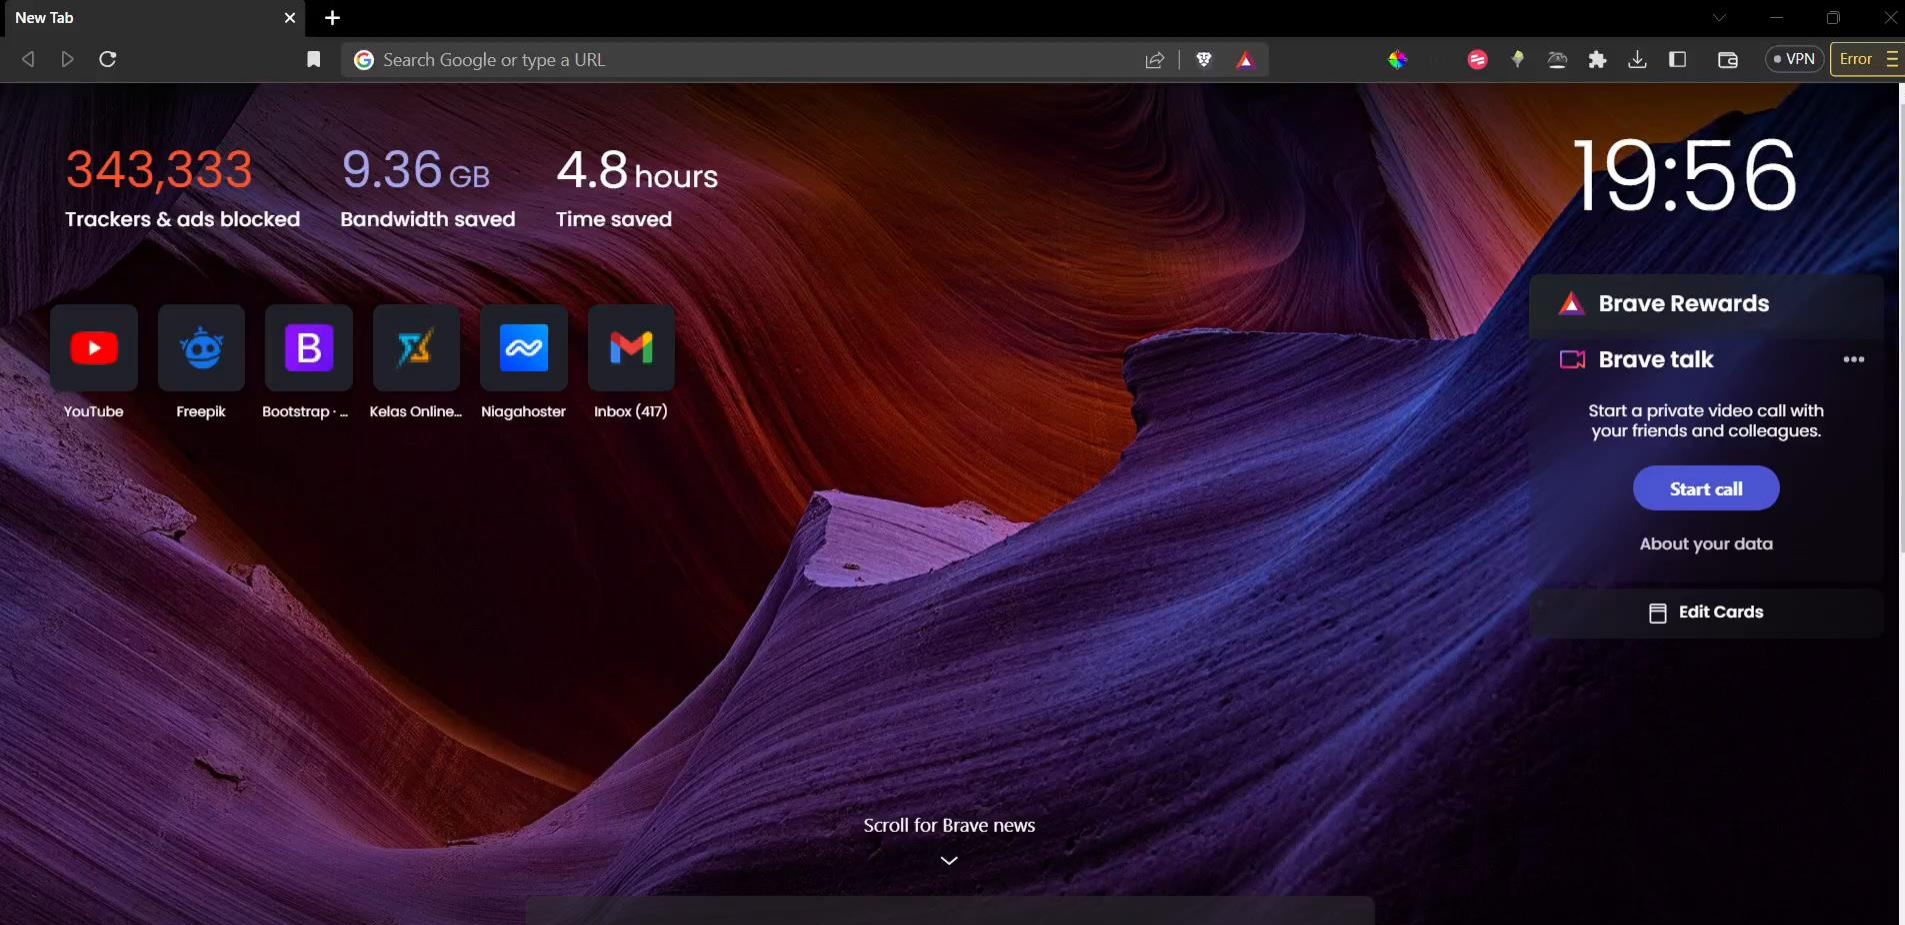 New Tab
Search Google or type a URL
VPN
Error
343,333
Trackers & ads blocked
9.36 GB
Bandwidth saved
4.8 hours
Time saved
19:56
B
YouTube
Freepik
Bootstrap · ...
Kelas Online...
Niagahoster
Inbox (417)
Brave Rewards
Brave talk
Start a private video call with
your friends and colleagues.
Start call
About your data
Edit Cards
Scroll for Brave news